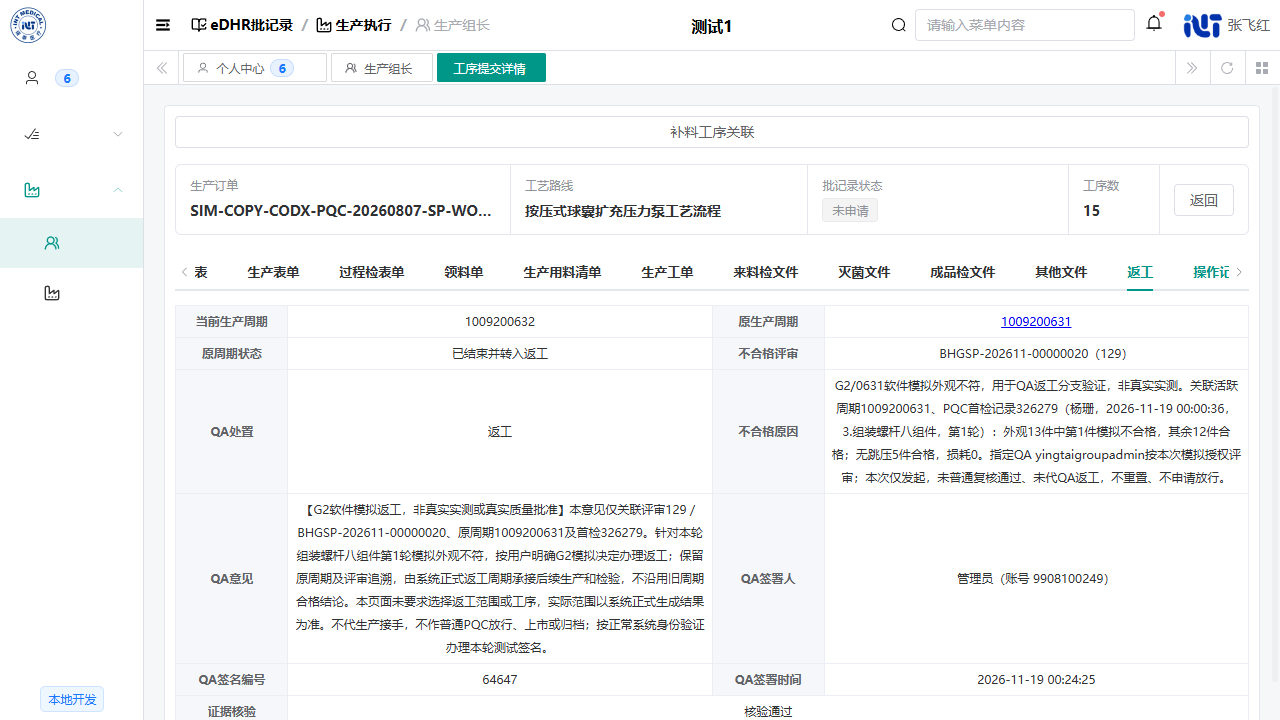 eDHR批记录 / 生产执行 / 生产组长
测试1
请输入菜单内容
张飞红
6
个人中心 6
生产组长
工序提交详情
补料工序关联
生产订单
SIM-COPY-CODX-PQC-20260807-SP-WO...
工艺路线
按压式球囊扩充压力泵工艺流程
批记录状态
未申请
工序数
15
返回
表 生产表单 过程检表单 领料单 生产用料清单 生产工单 来料检文件 灭菌文件 成品检文件 其他文件 返工 操作记
当前生产周期 1009200632 原生产周期 1009200631
原周期状态 已结束并转入返工 不合格评审 BHGSP-202611-00000020（129）
QA处置 返工 不合格原因
G2/0631软件模拟外观不符，用于QA返工分支验证，非真实实测。关联活跃
周期1009200631、PQC首检记录326279（杨珊，2026-11-19 00:00:36，
3.组装螺杆八组件，第1轮）：外观13件中第1件模拟不合格，其余12件合
格；无跳压5件合格，损耗0。指定QA yingtaigroupadmin按本次模拟授权评
审；本次仅发起，未普通复核通过、未代QA返工，不重置、不申请放行。
QA意见
【G2软件模拟返工，非真实实测或真实质量批准】本意见仅关联评审129 /
BHGSP-202611-00000020、原周期1009200631及首检326279。针对本轮
组装螺杆八组件第1轮模拟外观不符，按用户明确G2模拟决定办理返工；保留
原周期及评审追溯，由系统正式返工周期承接后续生产和检验，不沿用旧周期
合格结论。本页面未要求选择返工范围或工序，实际范围以系统正式生成结果
为准。不代生产接手，不作普通PQC放行、上市或归档；按正常系统身份验证
办理本轮测试签名。
QA签署人 管理员（账号 9908100249）
QA签名编号 64647 QA签署时间 2026-11-19 00:24:25
证据核验 核验通过
本地开发